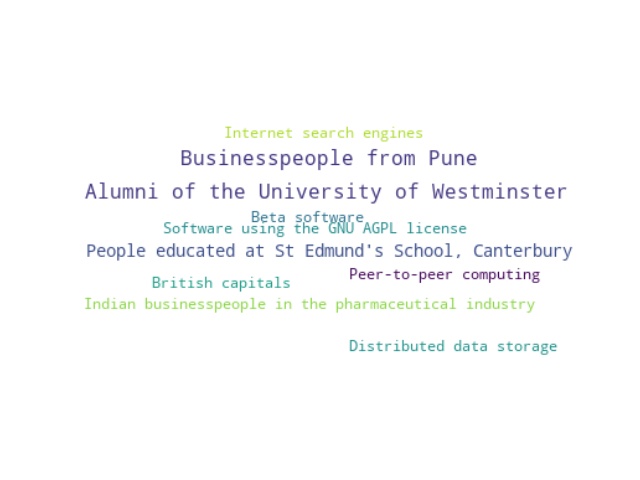 Internet search engines
Businesspeople from Pune
Alumni of the University of Westminster
Beta software
Software using the GNU AGPL license
People educated at St Edmund's School, Canterbury
Peer-to-peer computing
British capitals
Indian businesspeople in the pharmaceutical industry
Distributed data storage